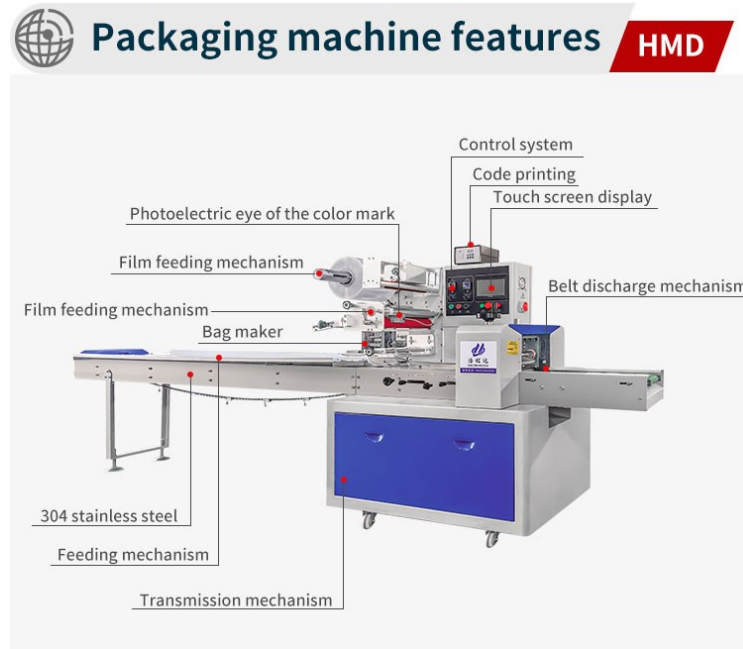 Packaging machine features
HMD
Control system
Code printing
Touch screen display
Photoelectric eye of the color mark
Film feeding mechanism
Belt discharge mechanism
Film feeding mechanism
Bag maker
304 stainless steel
Feeding mechanism
Transmission mechanism